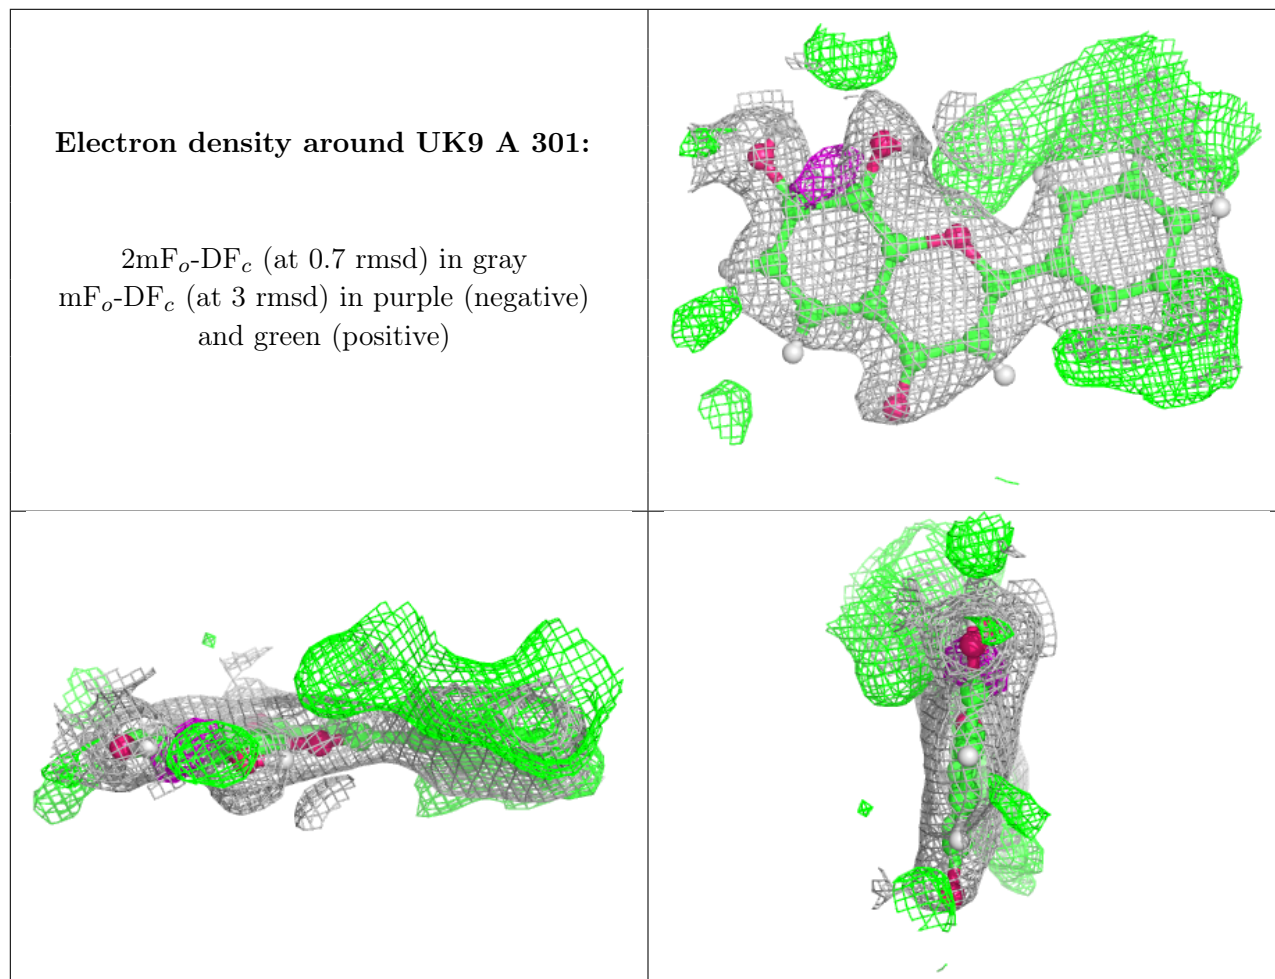 Electron density around UK9 A 301:
2mFo-DFc (at 0.7 rmsd) in gray
mFo-DFc (at 3 rmsd) in purple (negative)
and green (positive)